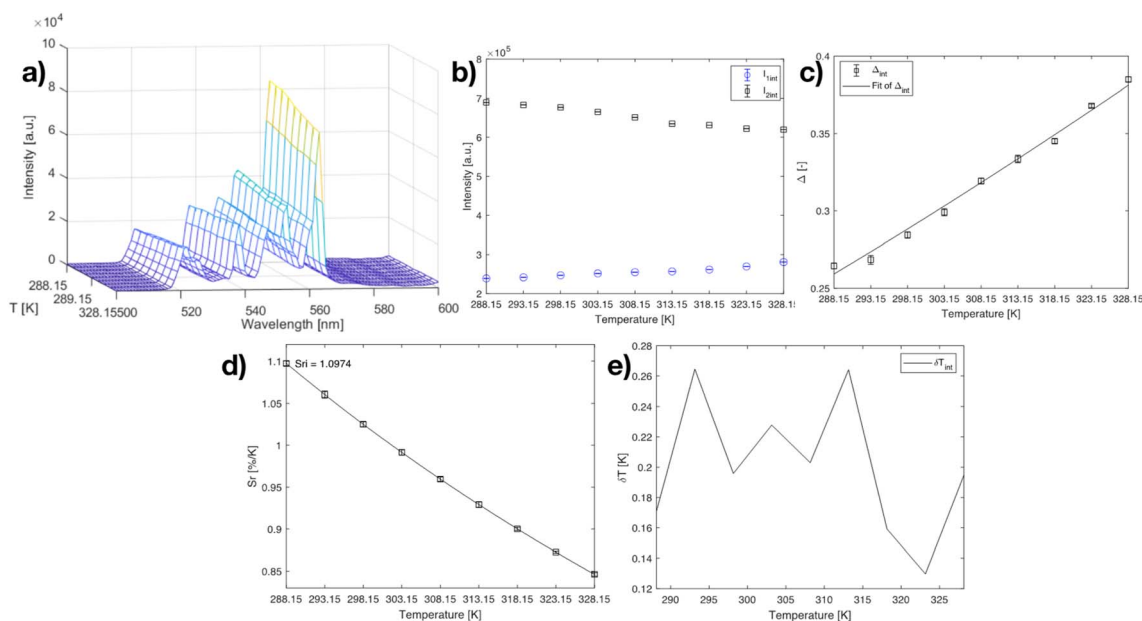 a)
×10⁴
10
8
6
4
2
0
Intensity [a.u.]
288.15
289.15
328.15
T [K]
500
520
540
560
580
600
Wavelength [nm]
b)
×10⁵
8
7
6
5
4
3
2
Intensity [a.u.]
I1int
I2int
288.15 293.15 298.15 303.15 308.15 313.15 318.15 323.15 328.15
Temperature [K]
c)
0.4
0.35
0.3
0.25
Δ [-]
Δint
Fit of Δint
288.15 293.15 298.15 303.15 308.15 313.15 318.15 323.15 328.15
Temperature [K]
d)
1.1
1.05
1
0.95
0.9
0.85
Sr [%/K]
Sri = 1.0974
288.15 293.15 298.15 303.15 308.15 313.15 318.15 323.15 328.15
Temperature [K]
e)
0.28
0.26
0.24
0.22
0.2
0.18
0.16
0.14
0.12
δT [K]
δTint
290 295 300 305 310 315 320 325
Temperature [K]